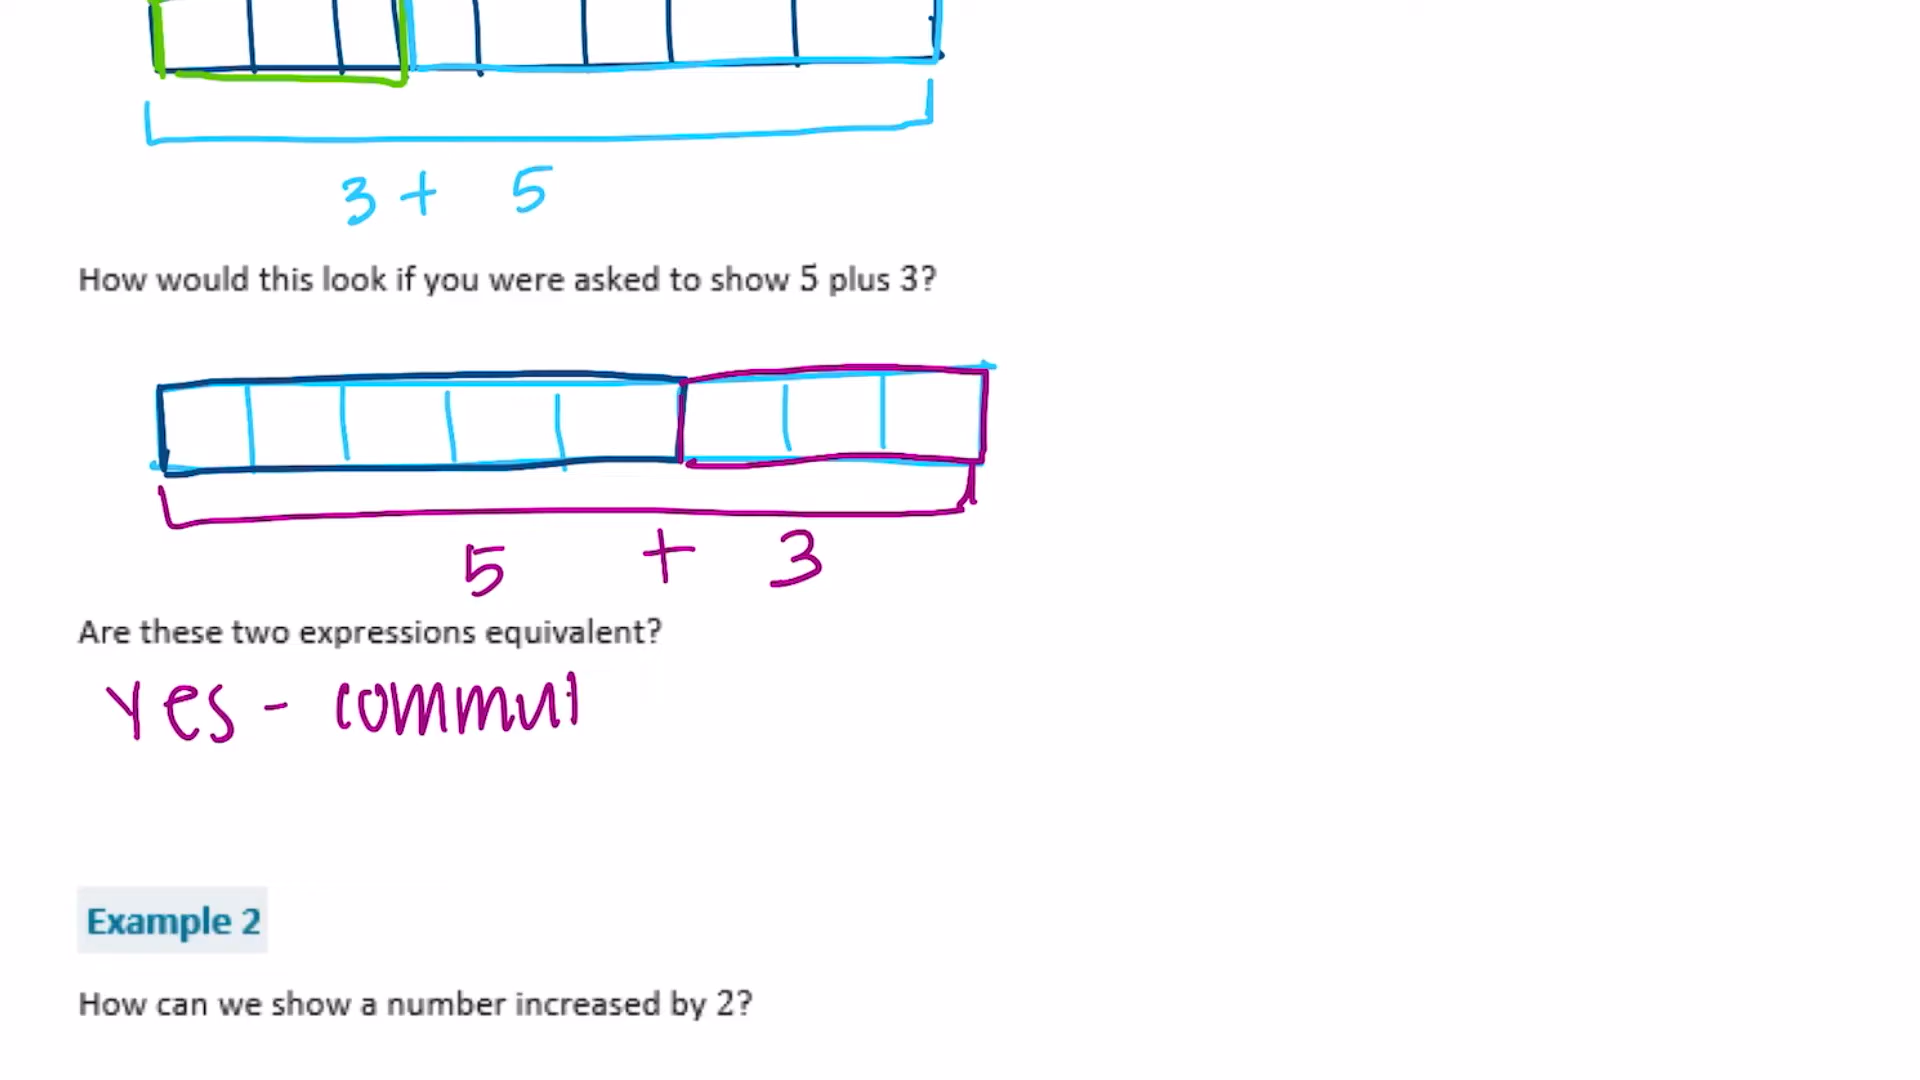 3 + 5
How would this look if you were asked to show 5 plus 3?
5 + 3
Are these two expressions equivalent?
Yes - commut
Example 2
How can we show a number increased by 2?